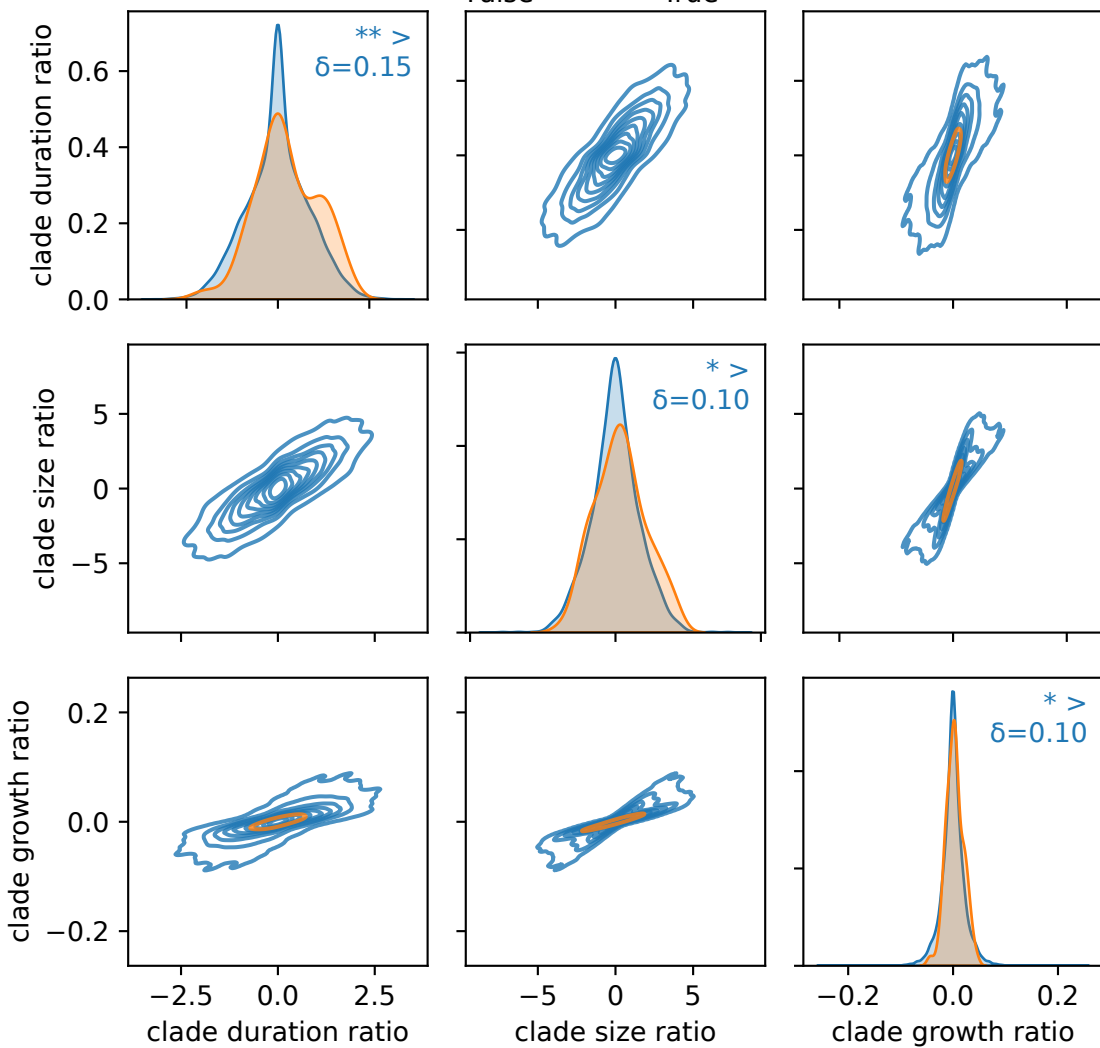 clade duration ratio
0.6
0.4
0.2
0.0
** >
δ=0.15
clade size ratio
5
0
−5
* >
δ=0.10
clade growth ratio
0.2
0.0
−0.2
* >
δ=0.10
−2.5 0.0 2.5
−5 0 5
−0.2 0.0 0.2
clade duration ratio
clade size ratio
clade growth ratio